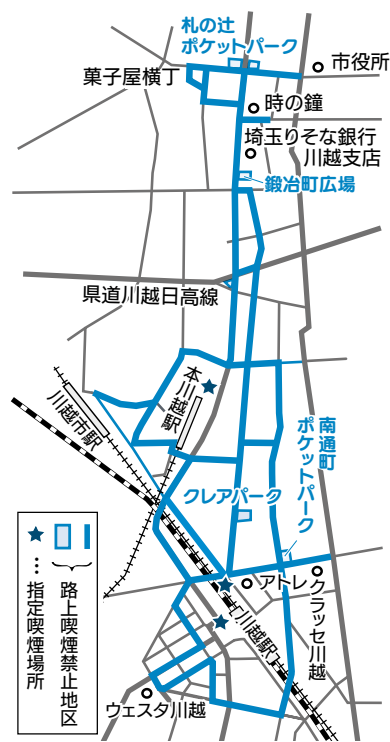 札の辻
ポケットパーク
菓子屋横丁
市役所
時の鐘
埼玉りそな銀行
川越支店
鍛冶町広場
県道川越日高線
本川越駅
川越市駅
南通町
ポケットパーク
クレアパーク
アトレ
クラッセ川越
川越駅
ウェスタ川越
路上喫煙禁止地区
★…指定喫煙場所